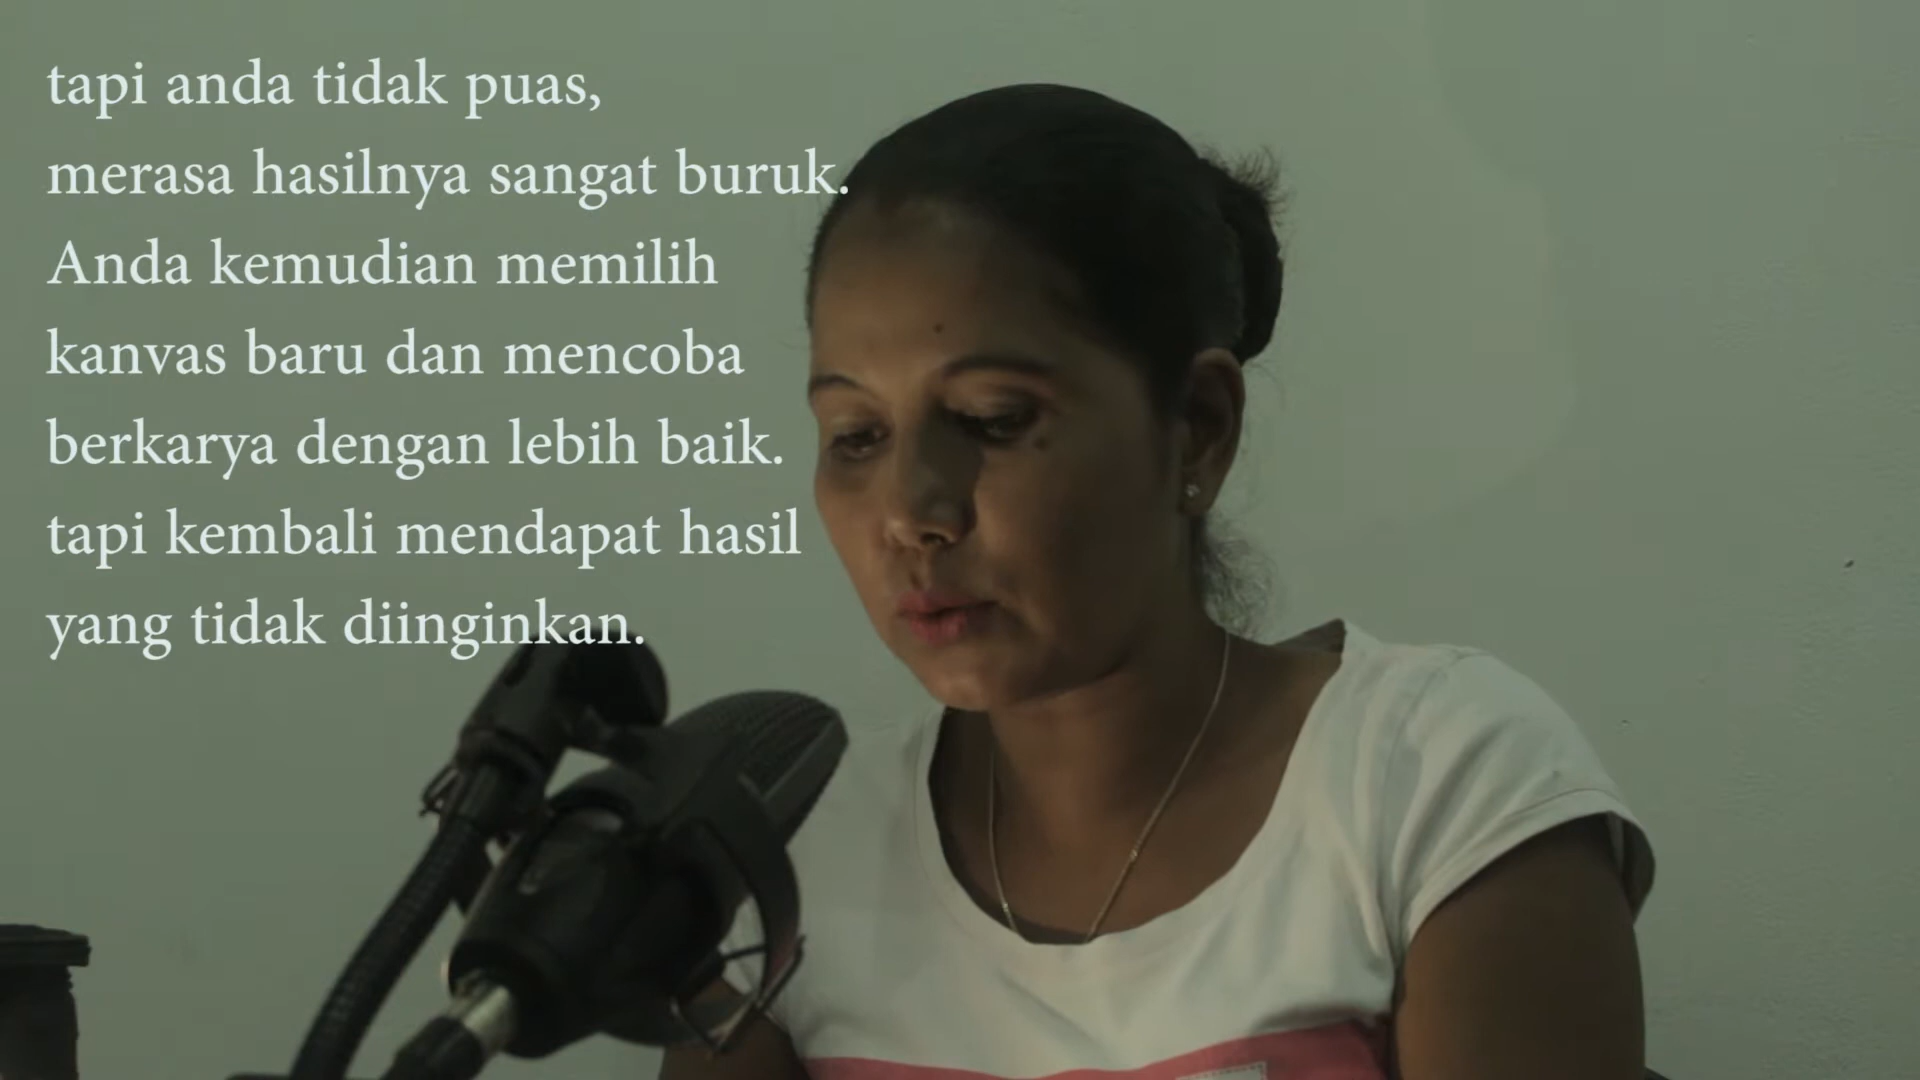 tapi anda tidak puas,
merasa hasilnya sangat buruk.
Anda kemudian memilih
kanvas baru dan mencoba
berkarya dengan lebih baik.
tapi kembali mendapat hasil
yang tidak diinginkan.